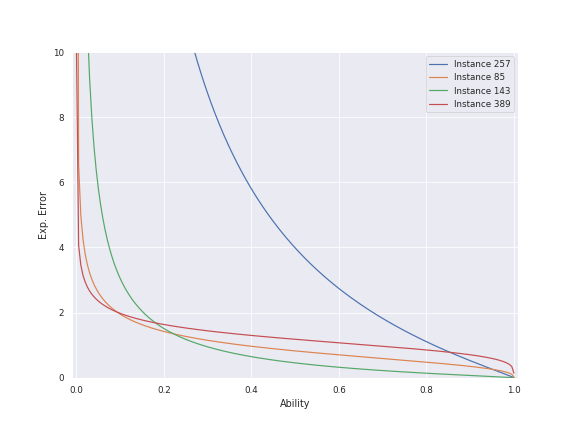 10
8
6
4
2
0
Exp. Error
0.0 0.2 0.4 0.6 0.8 1.0
Ability
Instance 257
Instance 85
Instance 143
Instance 389